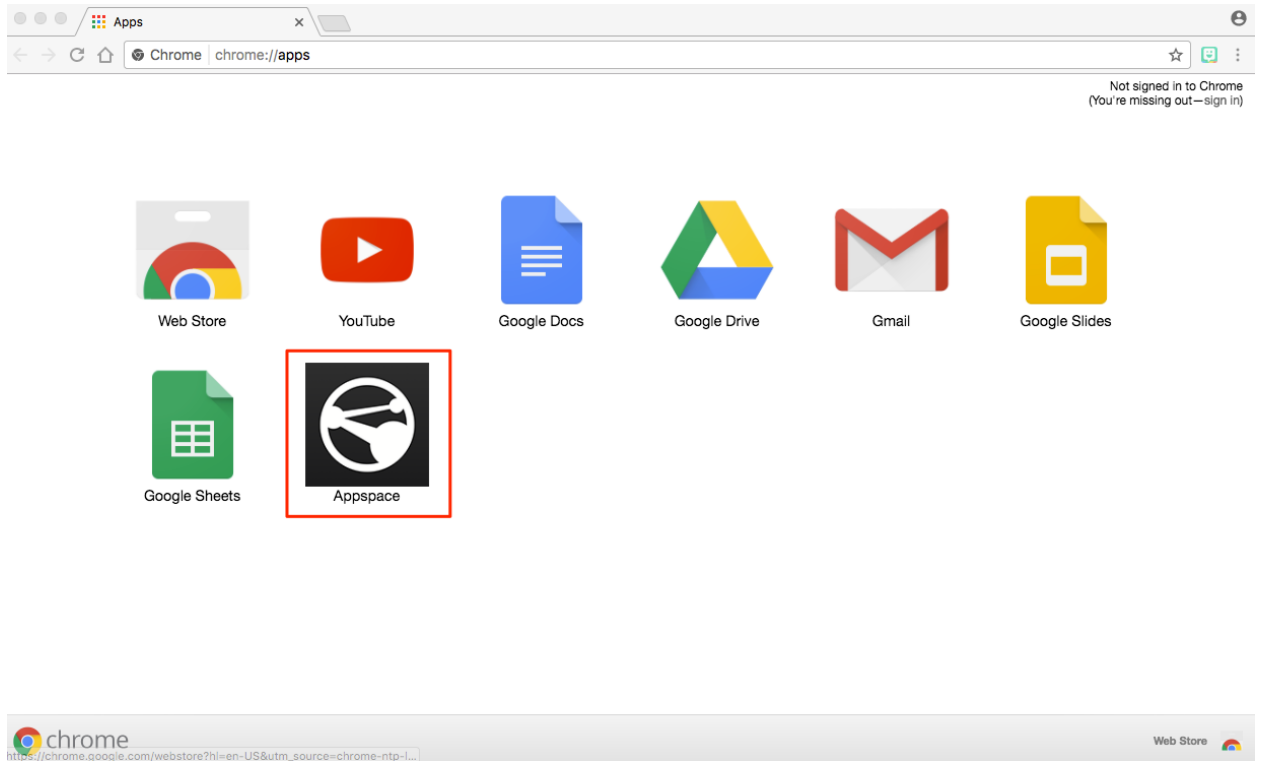 Apps
Chrome chrome://apps
Not signed in to Chrome
(You're missing out—sign in)
Web Store YouTube Google Docs Google Drive Gmail Google Slides
Google Sheets Appspace
chrome
Web Store
https://chrome.google.com/webstore?hl=en-US&utm_source=chrome-ntp-l...